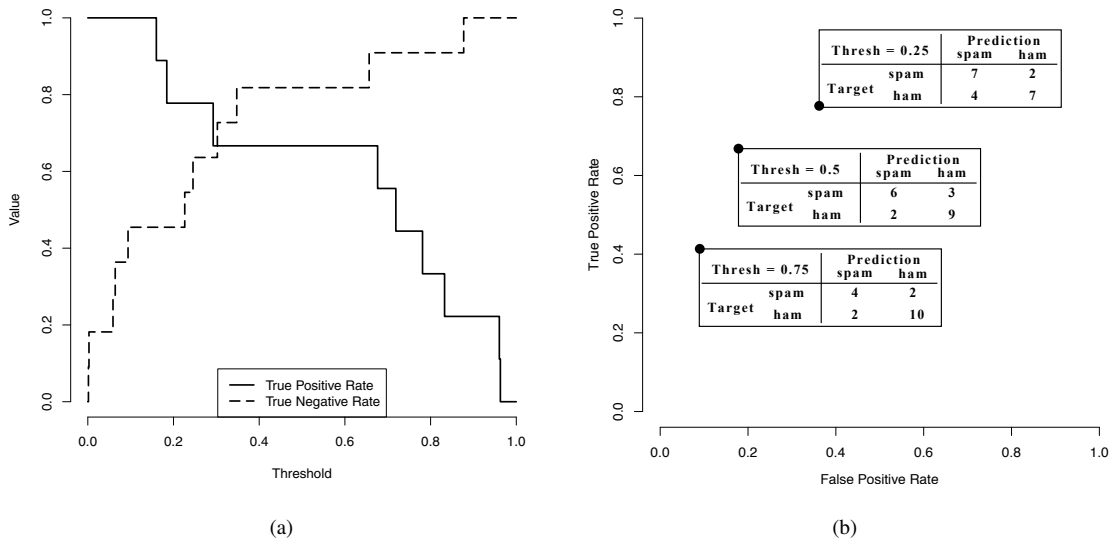 1.0
0.8
0.6
0.4
0.2
0.0
Value
0.0 0.2 0.4 0.6 0.8 1.0
Threshold
True Positive Rate
True Negative Rate
(a)
1.0
0.8
0.6
0.4
0.2
0.0
True Positive Rate
Thresh = 0.25 Prediction
spam ham
Target spam 7 2
ham 4 7
Thresh = 0.5 Prediction
spam ham
Target spam 6 3
ham 2 9
Thresh = 0.75 Prediction
spam ham
Target spam 4 2
ham 2 10
0.0 0.2 0.4 0.6 0.8 1.0
False Positive Rate
(b)